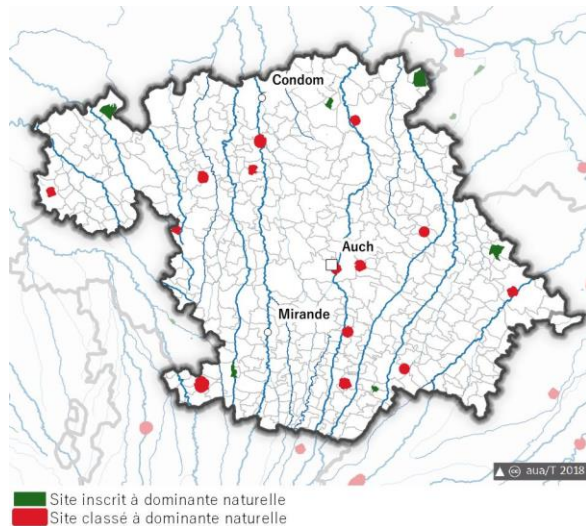 Condom
Auch
Mirande
aua/T 2018
Site inscrit à dominante naturelle
Site classé à dominante naturelle